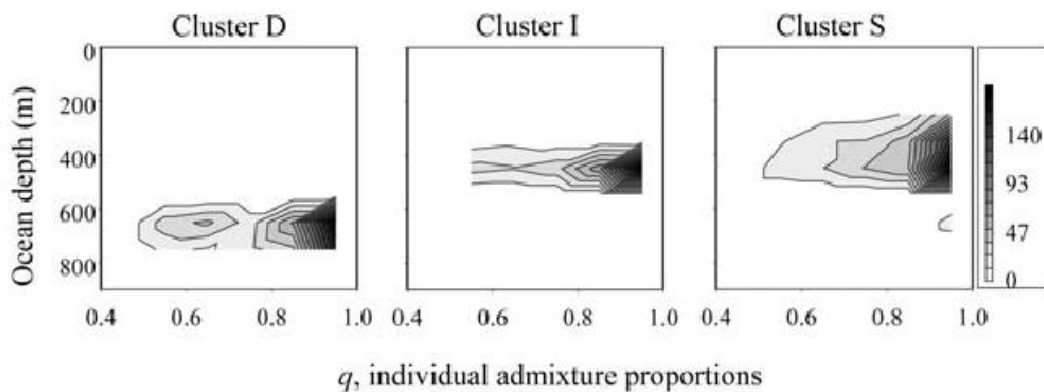 Cluster D Cluster I Cluster S
Ocean depth (m)
0
200
400
600
800
0.4 0.6 0.8 1.0 0.4 0.6 0.8 1.0 0.4 0.6 0.8 1.0
140
93
47
0
q, individual admixture proportions